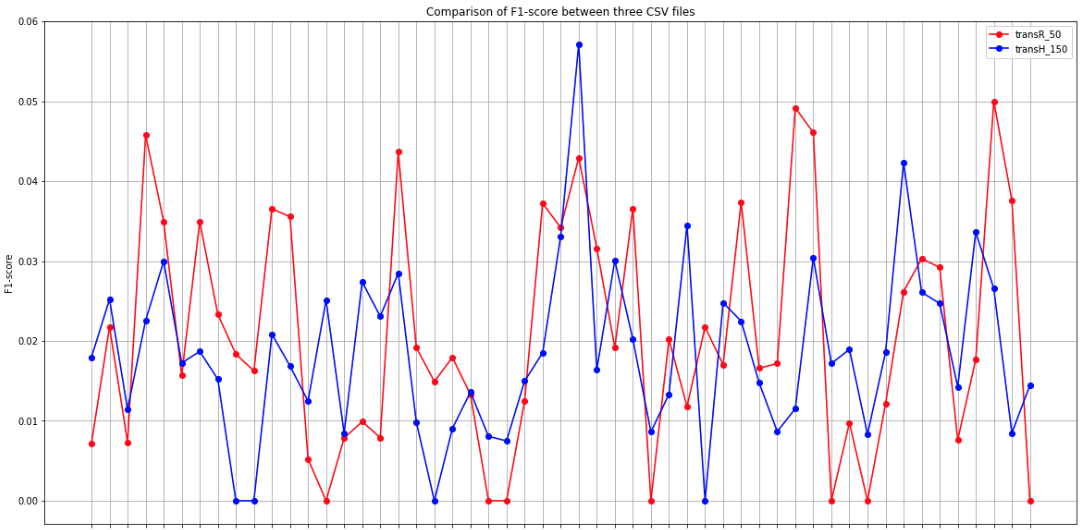 Comparison of F1-score between three CSV files
transR_50
transH_150
F1-score
0.06
0.05
0.04
0.03
0.02
0.01
0.00